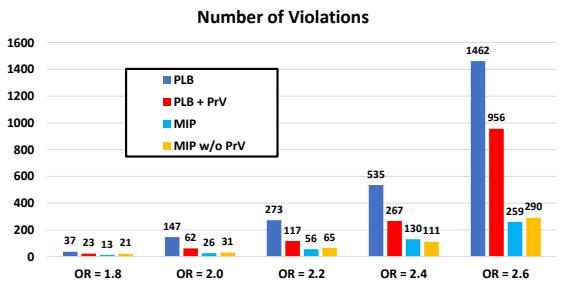 Number of Violations
1600
1400
1200
1000
800
600
400
200
0
PLB
PLB + PrV
MIP
MIP w/o PrV
37 23 13 21
147 62 26 31
273 117 56 65
535 267 130 111
1462 956 259 290
OR = 1.8 OR = 2.0 OR = 2.2 OR = 2.4 OR = 2.6